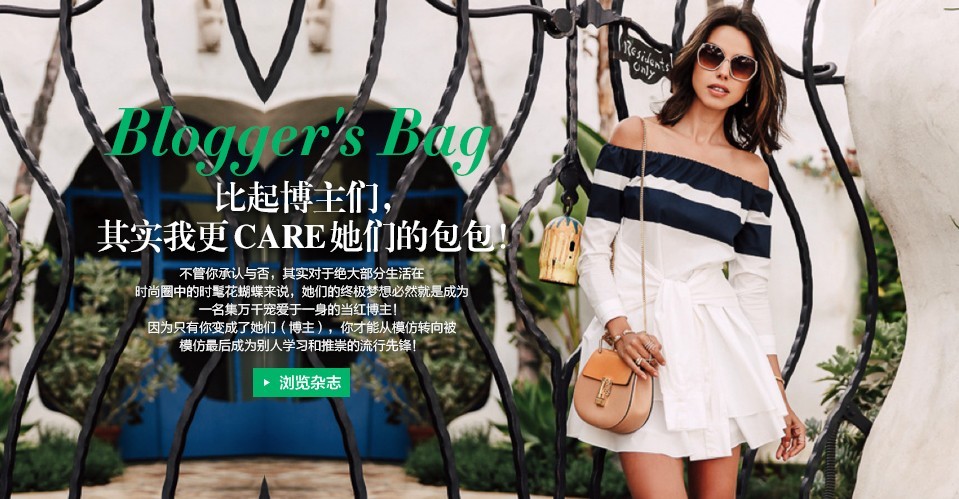 Blogger's Bag
比起博主们，
其实我更CARE她们的包包！
不管你承认与否，其实对于绝大部分生活在
时尚圈中的时髦花蝴蝶来说，她们的终极梦想必然就是成为
一名集万千宠爱于一身的当红博主！
因为只有你变成了她们（博主），你才能从模仿转向被
模仿最后成为别人学习和推崇的流行先锋！
浏览杂志
Residents
Only